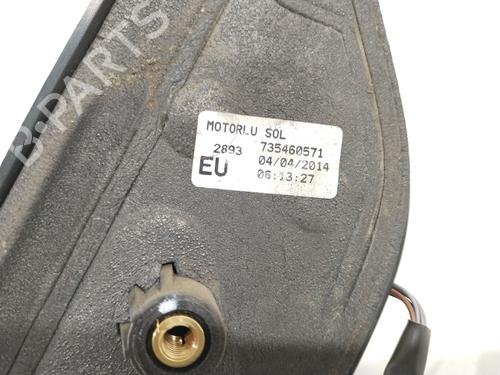 B-PARTS
MOTORLU SOL
2893 735460571
EU 04/04/2014
06:13:27